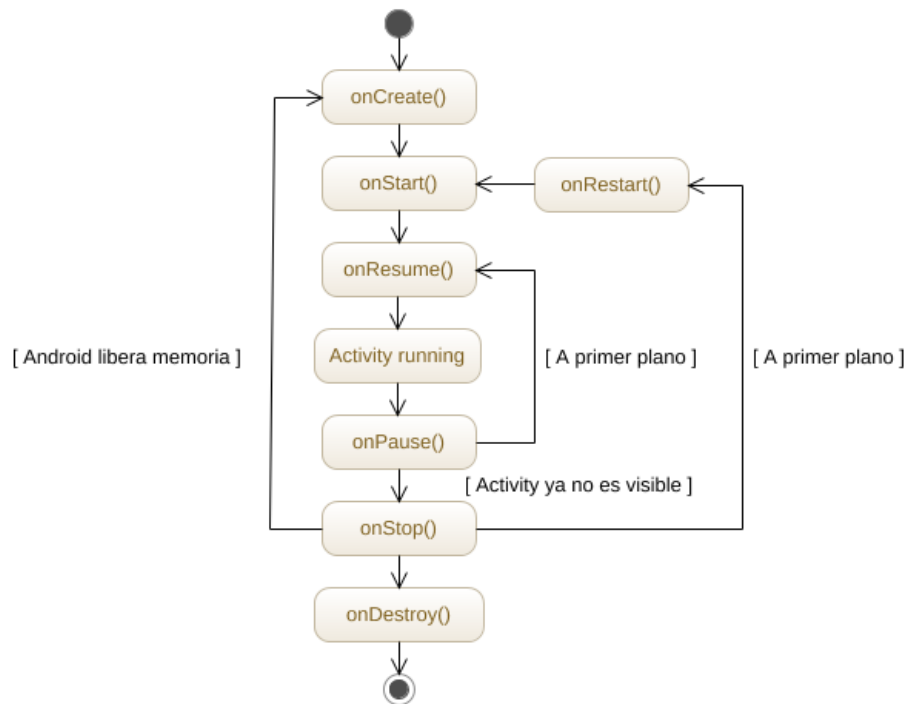 onCreate()
onStart()
onRestart()
onResume()
[ Android libera memoria ]
Activity running
[ A primer plano ]
[ A primer plano ]
onPause()
[ Activity ya no es visible ]
onStop()
onDestroy()